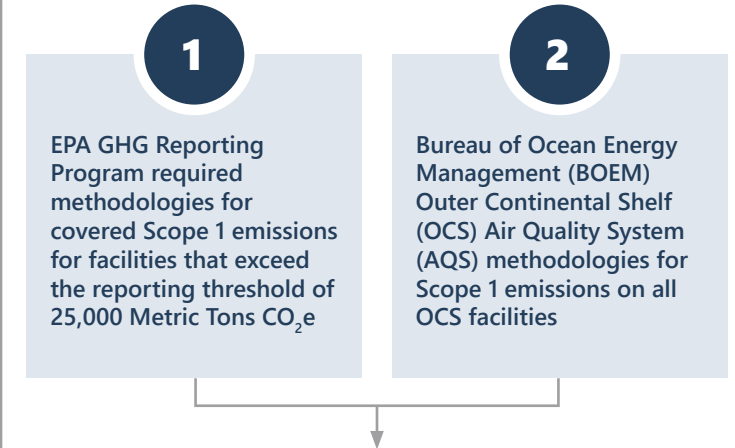 1
EPA GHG Reporting
Program required
methodologies for
covered Scope 1 emissions
for facilities that exceed
the reporting threshold of
25,000 Metric Tons CO₂e
2
Bureau of Ocean Energy
Management (BOEM)
Outer Continental Shelf
(OCS) Air Quality System
(AQS) methodologies for
Scope 1 emissions on all
OCS facilities